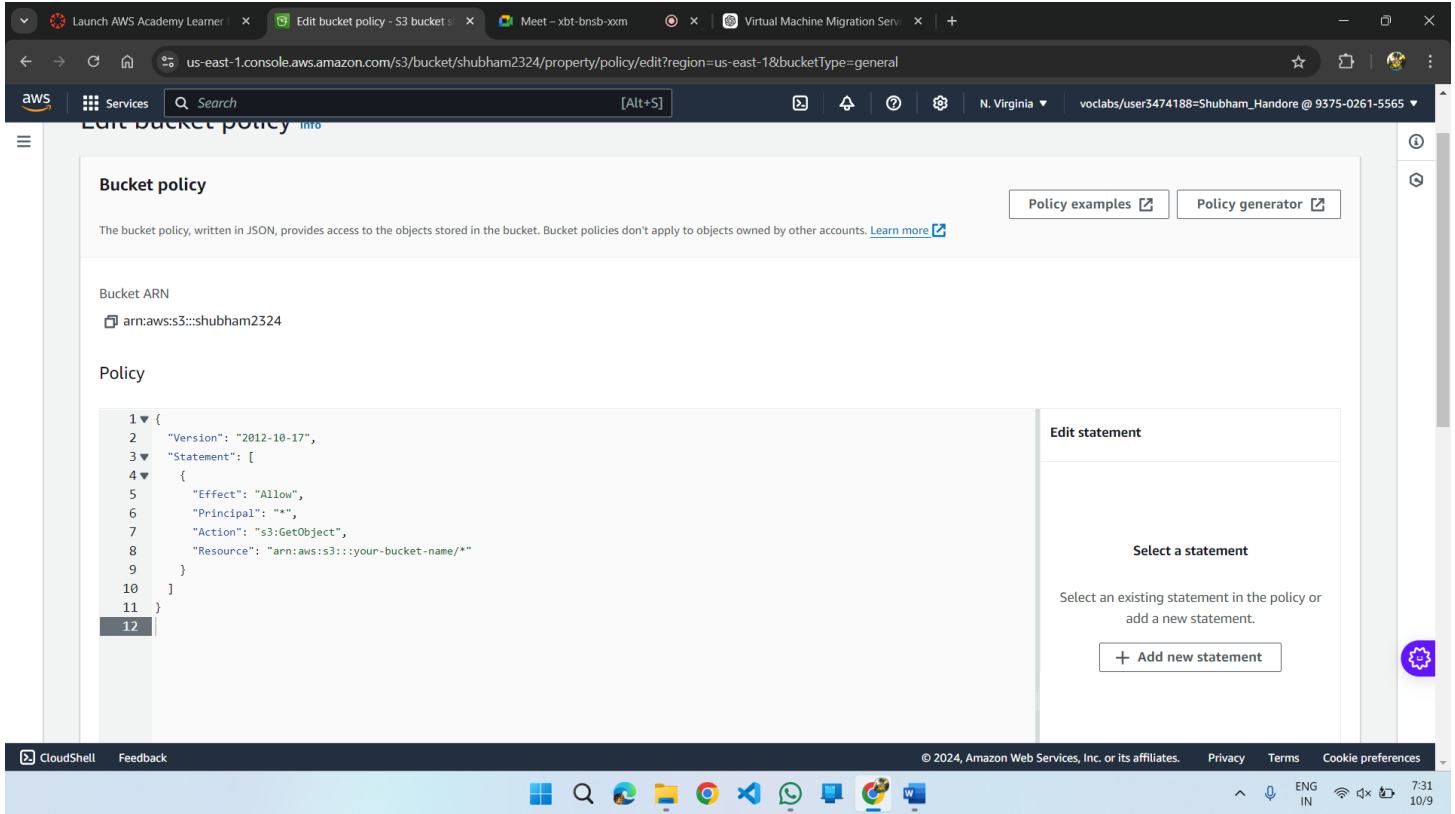 Launch AWS Academy Learner L
Edit bucket policy - S3 bucket s
Meet – xbt-bnsb-xxm
Virtual Machine Migration Servi
us-east-1.console.aws.amazon.com/s3/bucket/shubham2324/property/policy/edit?region=us-east-1&bucketType=general
aws
Services
Search
[Alt+S]
N. Virginia
voclabs/user3474188=Shubham_Handore @ 9375-0261-5565
Edit bucket policy Info
Bucket policy
Policy examples
Policy generator
The bucket policy, written in JSON, provides access to the objects stored in the bucket. Bucket policies don't apply to objects owned by other accounts. Learn more
Bucket ARN
arn:aws:s3:::shubham2324
Policy
1 {
2 "Version": "2012-10-17",
3 "Statement": [
4 {
5 "Effect": "Allow",
6 "Principal": "*",
7 "Action": "s3:GetObject",
8 "Resource": "arn:aws:s3:::your-bucket-name/*"
9 }
10 ]
11 }
12
Edit statement
Select a statement
Select an existing statement in the policy or
add a new statement.
+ Add new statement
CloudShell
Feedback
© 2024, Amazon Web Services, Inc. or its affiliates.
Privacy
Terms
Cookie preferences
ENG
IN
7:31
10/9